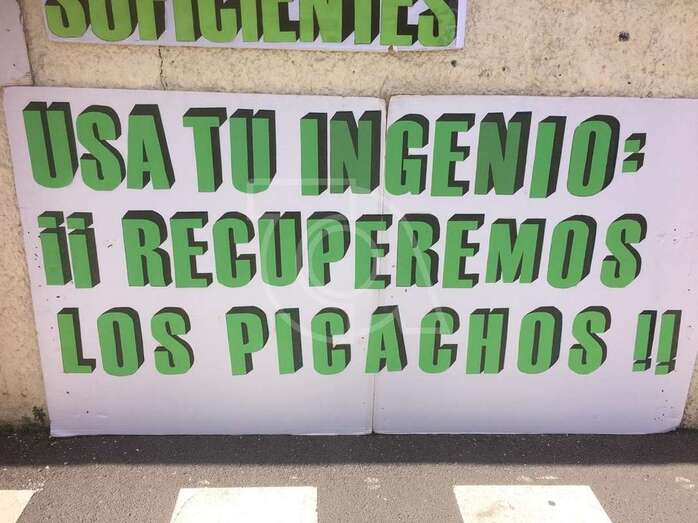 SUFICIENTES
USA TU INGENIO:
¡¡ RECUPEREMOS
LOS PICACHOS !!